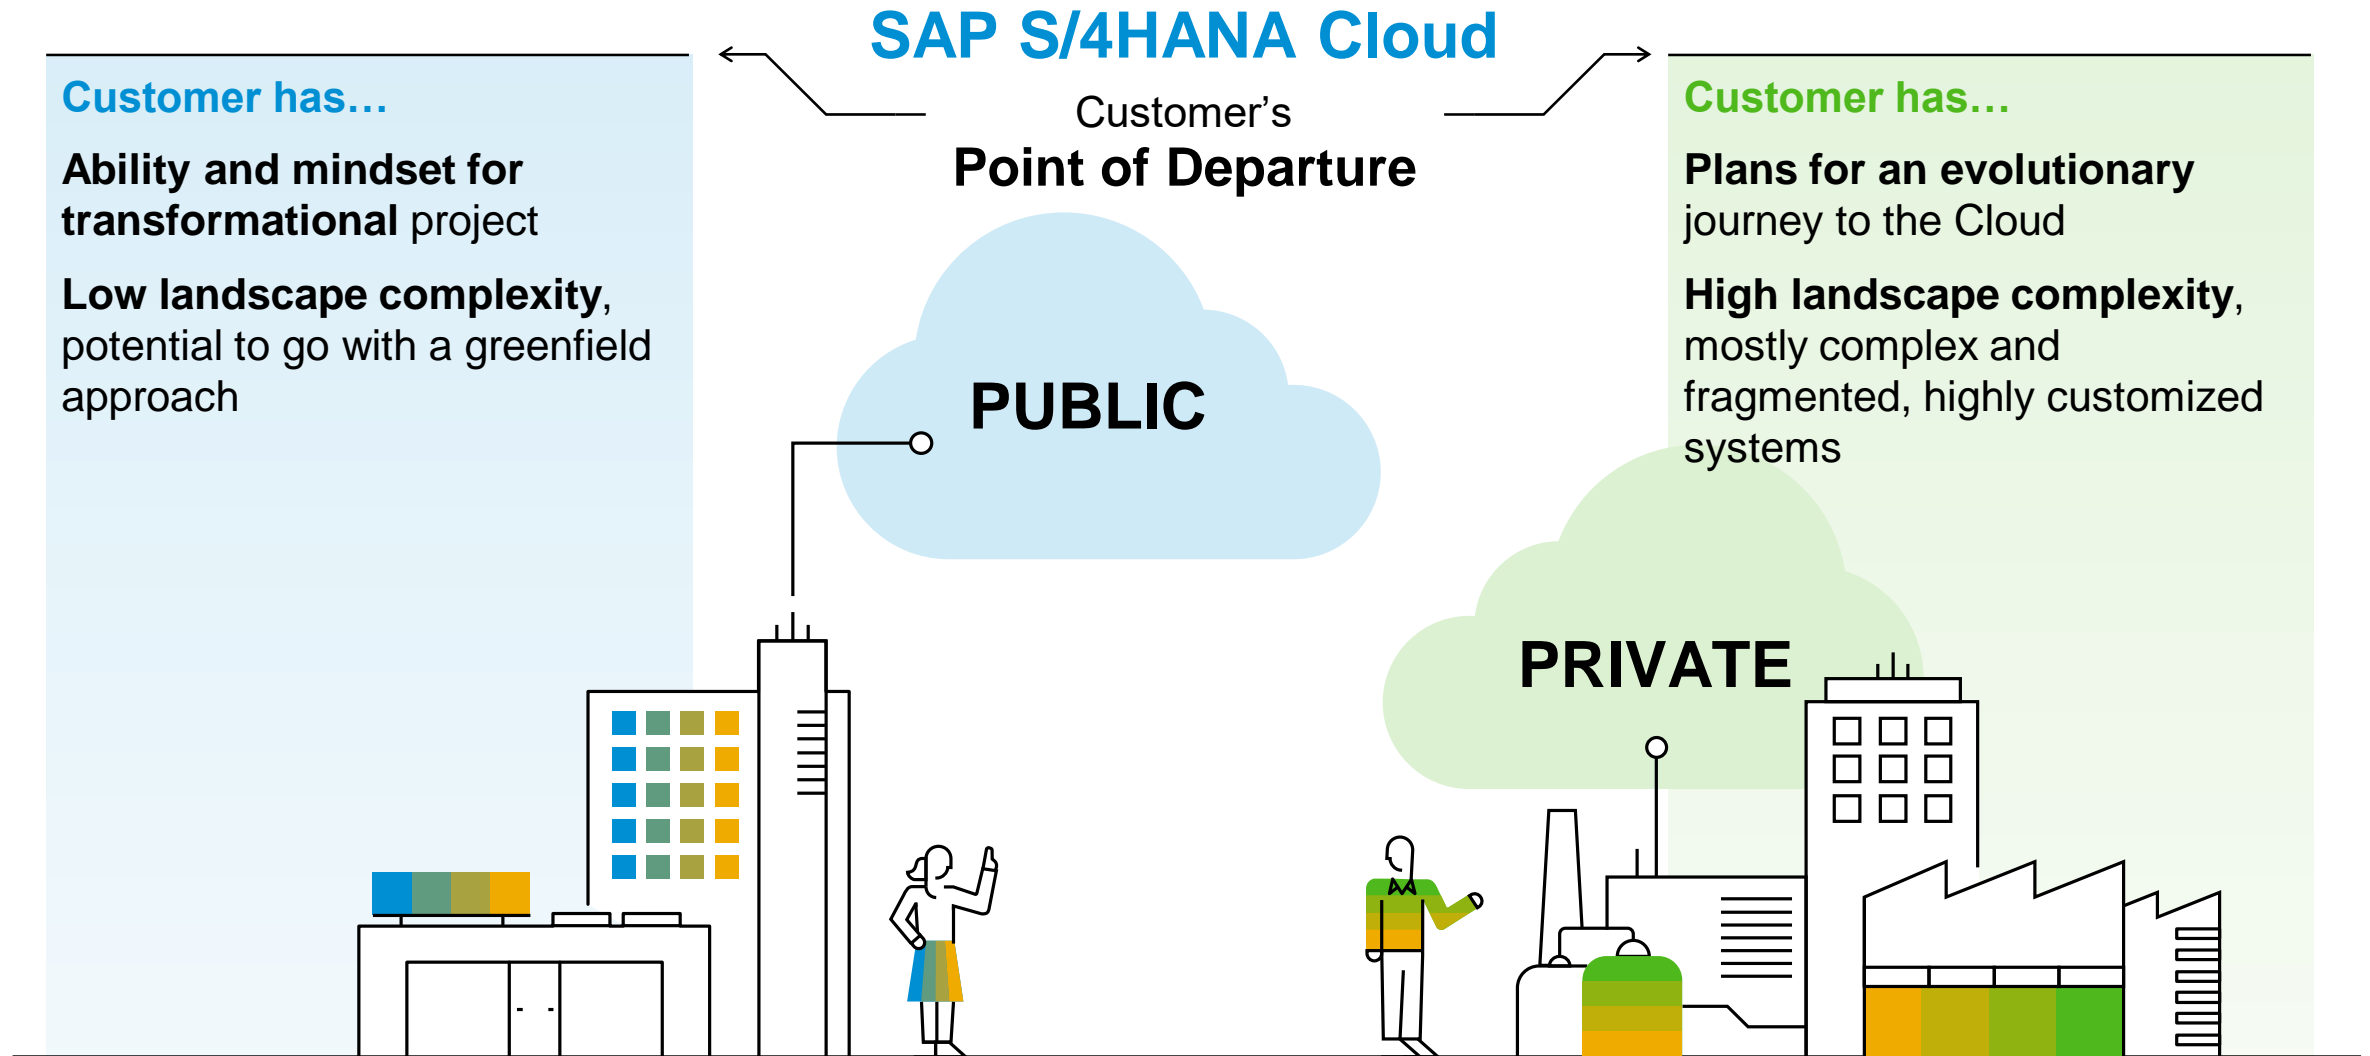 SAP S/4HANA Cloud
Customer's
Point of Departure
Customer has…
Ability and mindset for
transformational project
Low landscape complexity,
potential to go with a greenfield
approach
PUBLIC
Customer has…
Plans for an evolutionary
journey to the Cloud
High landscape complexity,
mostly complex and
fragmented, highly customized
systems
PRIVATE